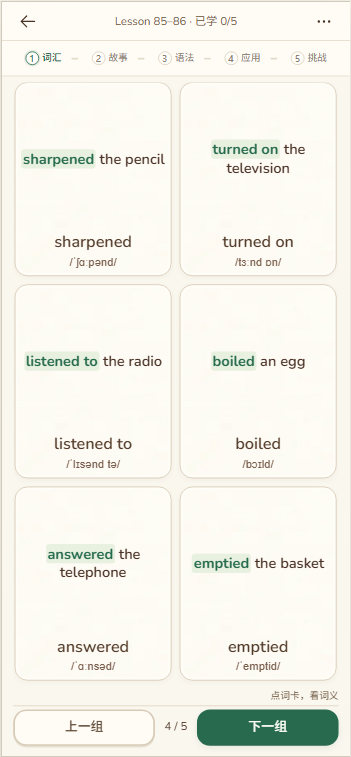 Lesson 85–86 · 已学 0/5
1 词汇 – 2 故事 – 3 语法 – 4 应用 – 5 挑战
sharpened the pencil
sharpened
/ˈʃɑːpənd/
turned on the
television
turned on
/tɜːnd ɒn/
listened to the radio
listened to
/ˈlɪsənd tə/
boiled an egg
boiled
/bɔɪld/
answered the
telephone
answered
/ˈɑːnsəd/
emptied the basket
emptied
/ˈemptid/
点词卡，看词义
上一组 4 / 5 下一组